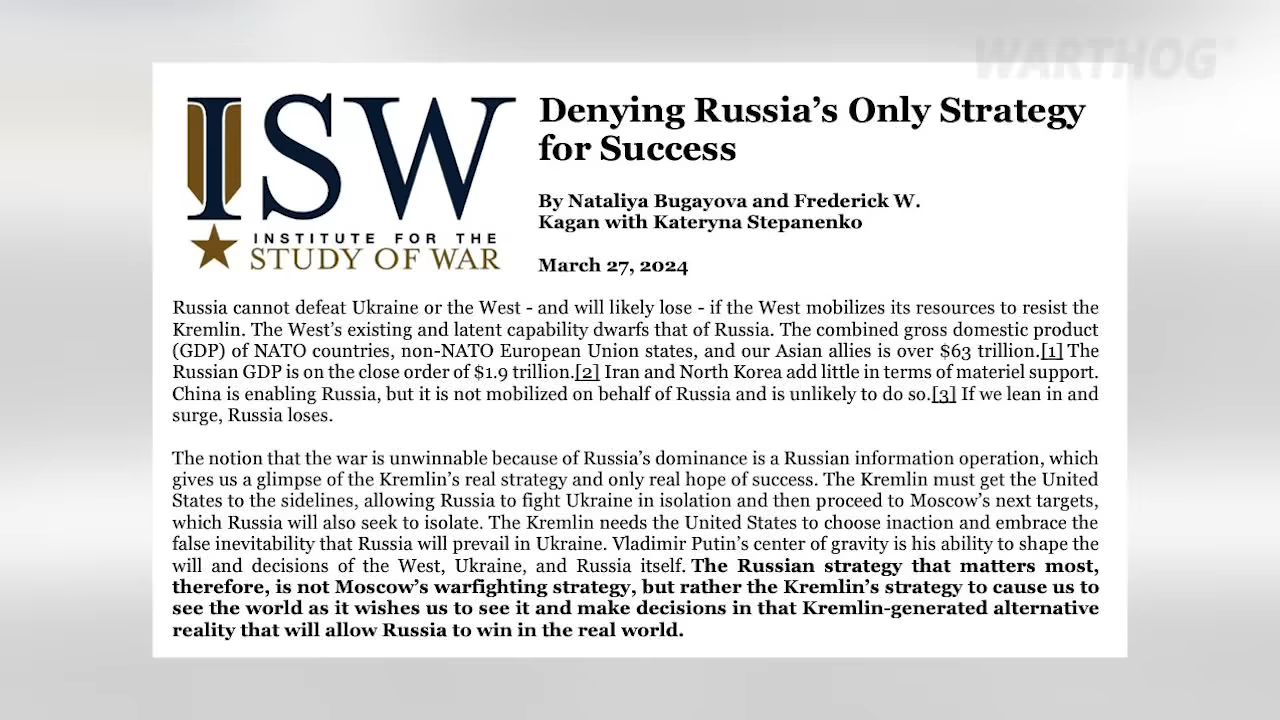 WARTHOG
ISW
INSTITUTE FOR THE
STUDY OF WAR
Denying Russia's Only Strategy
for Success
By Nataliya Bugayova and Frederick W.
Kagan with Kateryna Stepanenko
March 27, 2024
Russia cannot defeat Ukraine or the West - and will likely lose - if the West mobilizes its resources to resist the
Kremlin. The West's existing and latent capability dwarfs that of Russia. The combined gross domestic product
(GDP) of NATO countries, non-NATO European Union states, and our Asian allies is over $63 trillion.[1] The
Russian GDP is on the close order of $1.9 trillion.[2] Iran and North Korea add little in terms of materiel support.
China is enabling Russia, but it is not mobilized on behalf of Russia and is unlikely to do so.[3] If we lean in and
surge, Russia loses.
The notion that the war is unwinnable because of Russia's dominance is a Russian information operation, which
gives us a glimpse of the Kremlin's real strategy and only real hope of success. The Kremlin must get the United
States to the sidelines, allowing Russia to fight Ukraine in isolation and then proceed to Moscow's next targets,
which Russia will also seek to isolate. The Kremlin needs the United States to choose inaction and embrace the
false inevitability that Russia will prevail in Ukraine. Vladimir Putin's center of gravity is his ability to shape the
will and decisions of the West, Ukraine, and Russia itself. The Russian strategy that matters most,
therefore, is not Moscow's warfighting strategy, but rather the Kremlin's strategy to cause us to
see the world as it wishes us to see it and make decisions in that Kremlin-generated alternative
reality that will allow Russia to win in the real world.